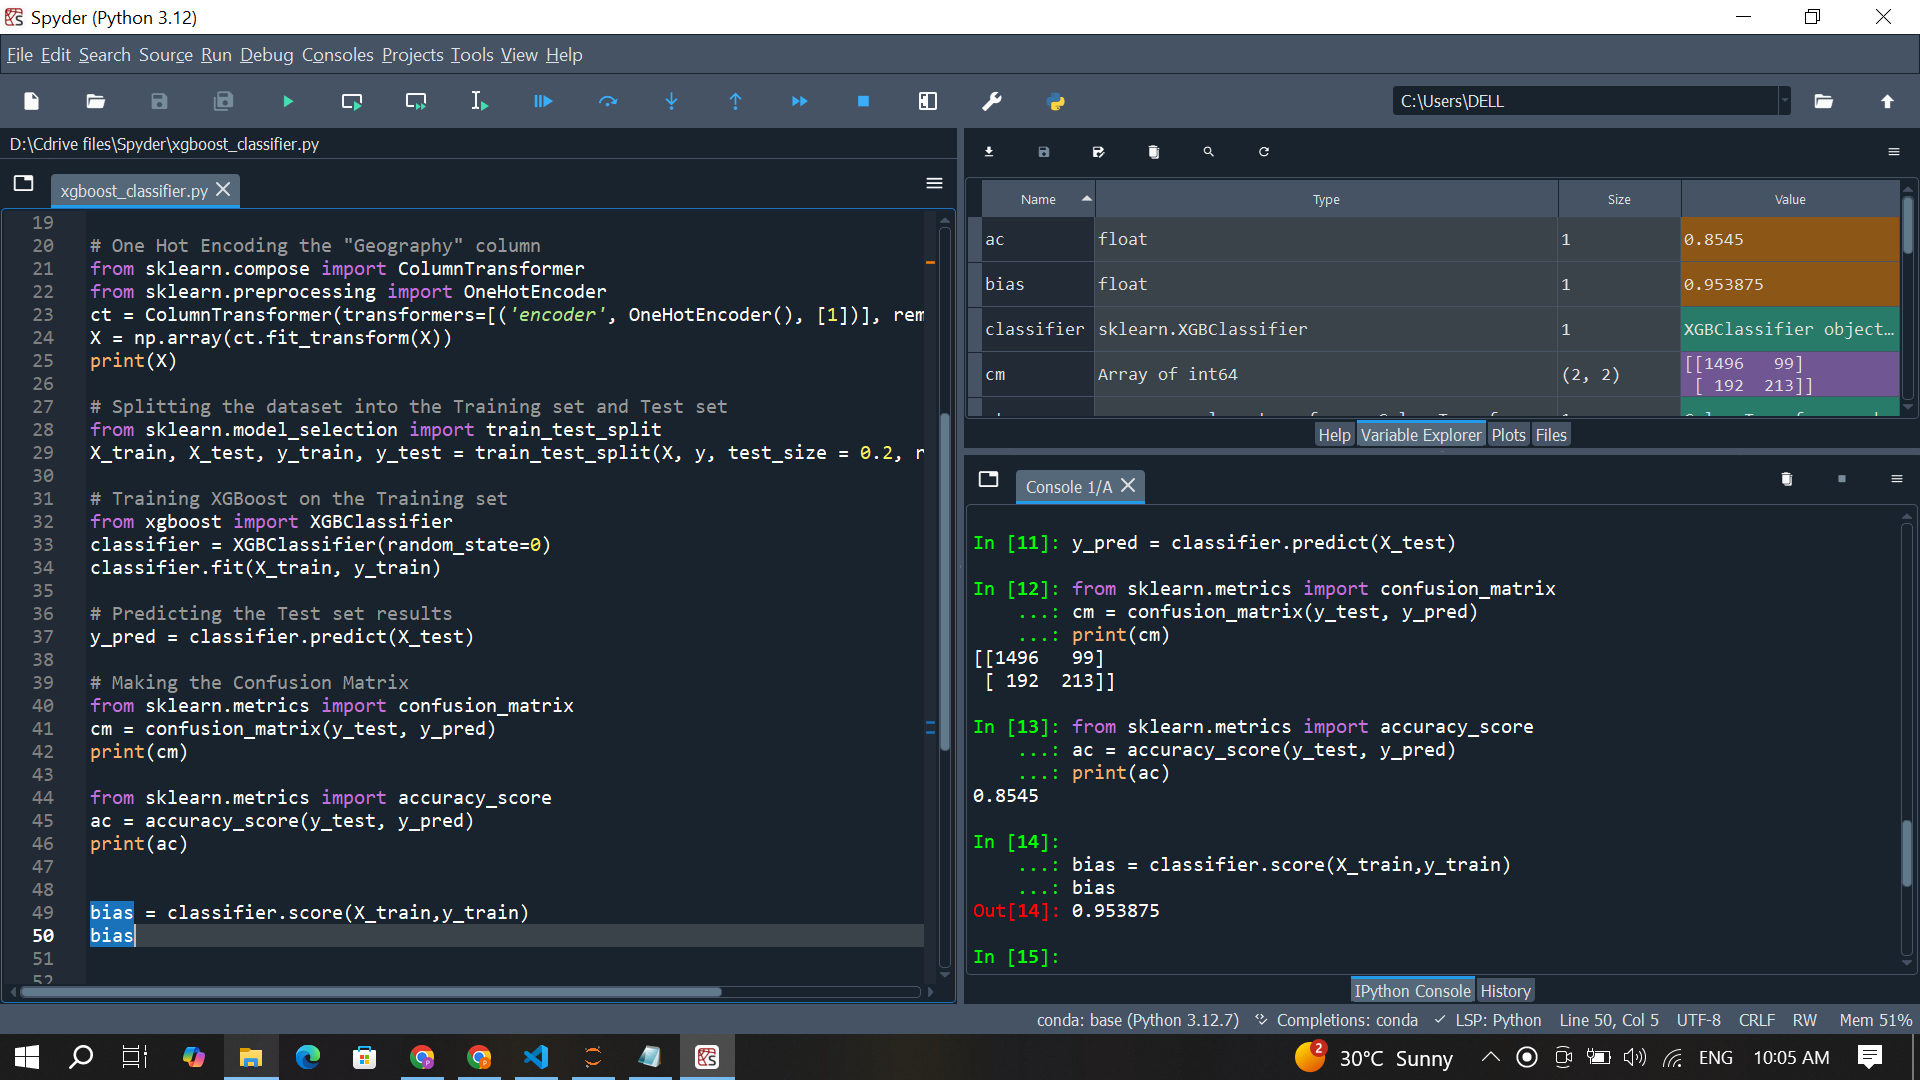 Spyder (Python 3.12)
File Edit Search Source Run Debug Consoles Projects Tools View Help
C:\Users\DELL
D:\Cdrive files\Spyder\xgboost_classifier.py
xgboost_classifier.py
19
20 # One Hot Encoding the "Geography" column
21 from sklearn.compose import ColumnTransformer
22 from sklearn.preprocessing import OneHotEncoder
23 ct = ColumnTransformer(transformers=[('encoder', OneHotEncoder(), [1])], rem
24 X = np.array(ct.fit_transform(X))
25 print(X)
26
27 # Splitting the dataset into the Training set and Test set
28 from sklearn.model_selection import train_test_split
29 X_train, X_test, y_train, y_test = train_test_split(X, y, test_size = 0.2, r
30
31 # Training XGBoost on the Training set
32 from xgboost import XGBClassifier
33 classifier = XGBClassifier(random_state=0)
34 classifier.fit(X_train, y_train)
35
36 # Predicting the Test set results
37 y_pred = classifier.predict(X_test)
38
39 # Making the Confusion Matrix
40 from sklearn.metrics import confusion_matrix
41 cm = confusion_matrix(y_test, y_pred)
42 print(cm)
43
44 from sklearn.metrics import accuracy_score
45 ac = accuracy_score(y_test, y_pred)
46 print(ac)
47
48
49 bias = classifier.score(X_train,y_train)
50 bias
51
52
Name Type Size Value
ac float 1 0.8545
bias float 1 0.953875
classifier sklearn.XGBClassifier 1 XGBClassifier object…
cm Array of int64 (2, 2) [[1496 99]
[ 192 213]]
Help Variable Explorer Plots Files
Console 1/A
In [11]: y_pred = classifier.predict(X_test)
In [12]: from sklearn.metrics import confusion_matrix
...: cm = confusion_matrix(y_test, y_pred)
...: print(cm)
[[1496 99]
[ 192 213]]
In [13]: from sklearn.metrics import accuracy_score
...: ac = accuracy_score(y_test, y_pred)
...: print(ac)
0.8545
In [14]:
...: bias = classifier.score(X_train,y_train)
...: bias
Out[14]: 0.953875
In [15]:
IPython Console History
conda: base (Python 3.12.7) Completions: conda LSP: Python Line 50, Col 5 UTF-8 CRLF RW Mem 51%
2 30°C Sunny ENG 10:05 AM